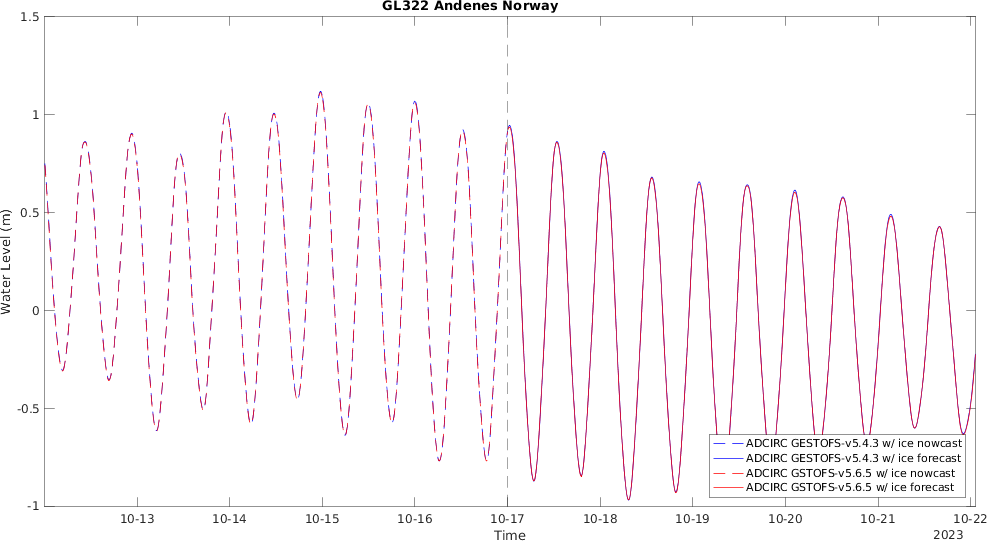 GL322 Andenes Norway
1.5
1
0.5
0
-0.5
-1
Water Level (m)
10-13
10-14
10-15
10-16
10-17
10-18
10-19
10-20
10-21
10-22
Time
2023
ADCIRC GESTOFS-v5.4.3 w/ ice nowcast
ADCIRC GESTOFS-v5.4.3 w/ ice forecast
ADCIRC GSTOFS-v5.6.5 w/ ice nowcast
ADCIRC GSTOFS-v5.6.5 w/ ice forecast